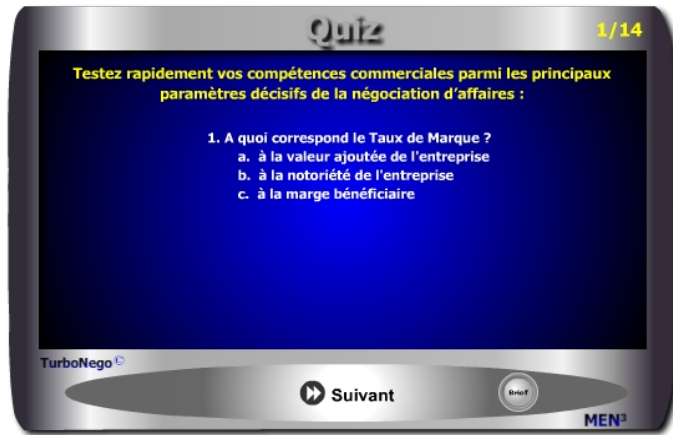 Quiz
1/14
Testez rapidement vos compétences commerciales parmi les principaux
paramètres décisifs de la négociation d'affaires :
1. A quoi correspond le Taux de Marque ?
a. à la valeur ajoutée de l'entreprise
b. à la notoriété de l'entreprise
c. à la marge bénéficiaire
TurboNego©
Suivant
Brief
MEN³